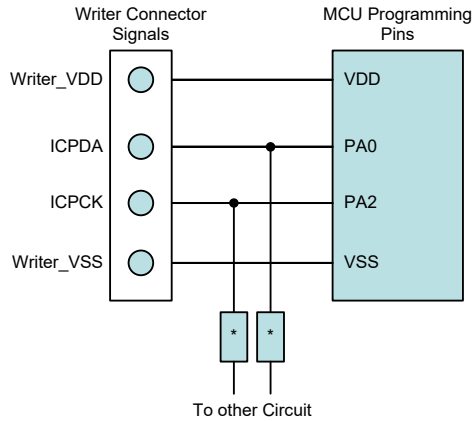 Writer Connector
Signals
MCU Programming
Pins
Writer_VDD
VDD
ICPDA
PA0
ICPCK
PA2
Writer_VSS
VSS
*
*
To other Circuit